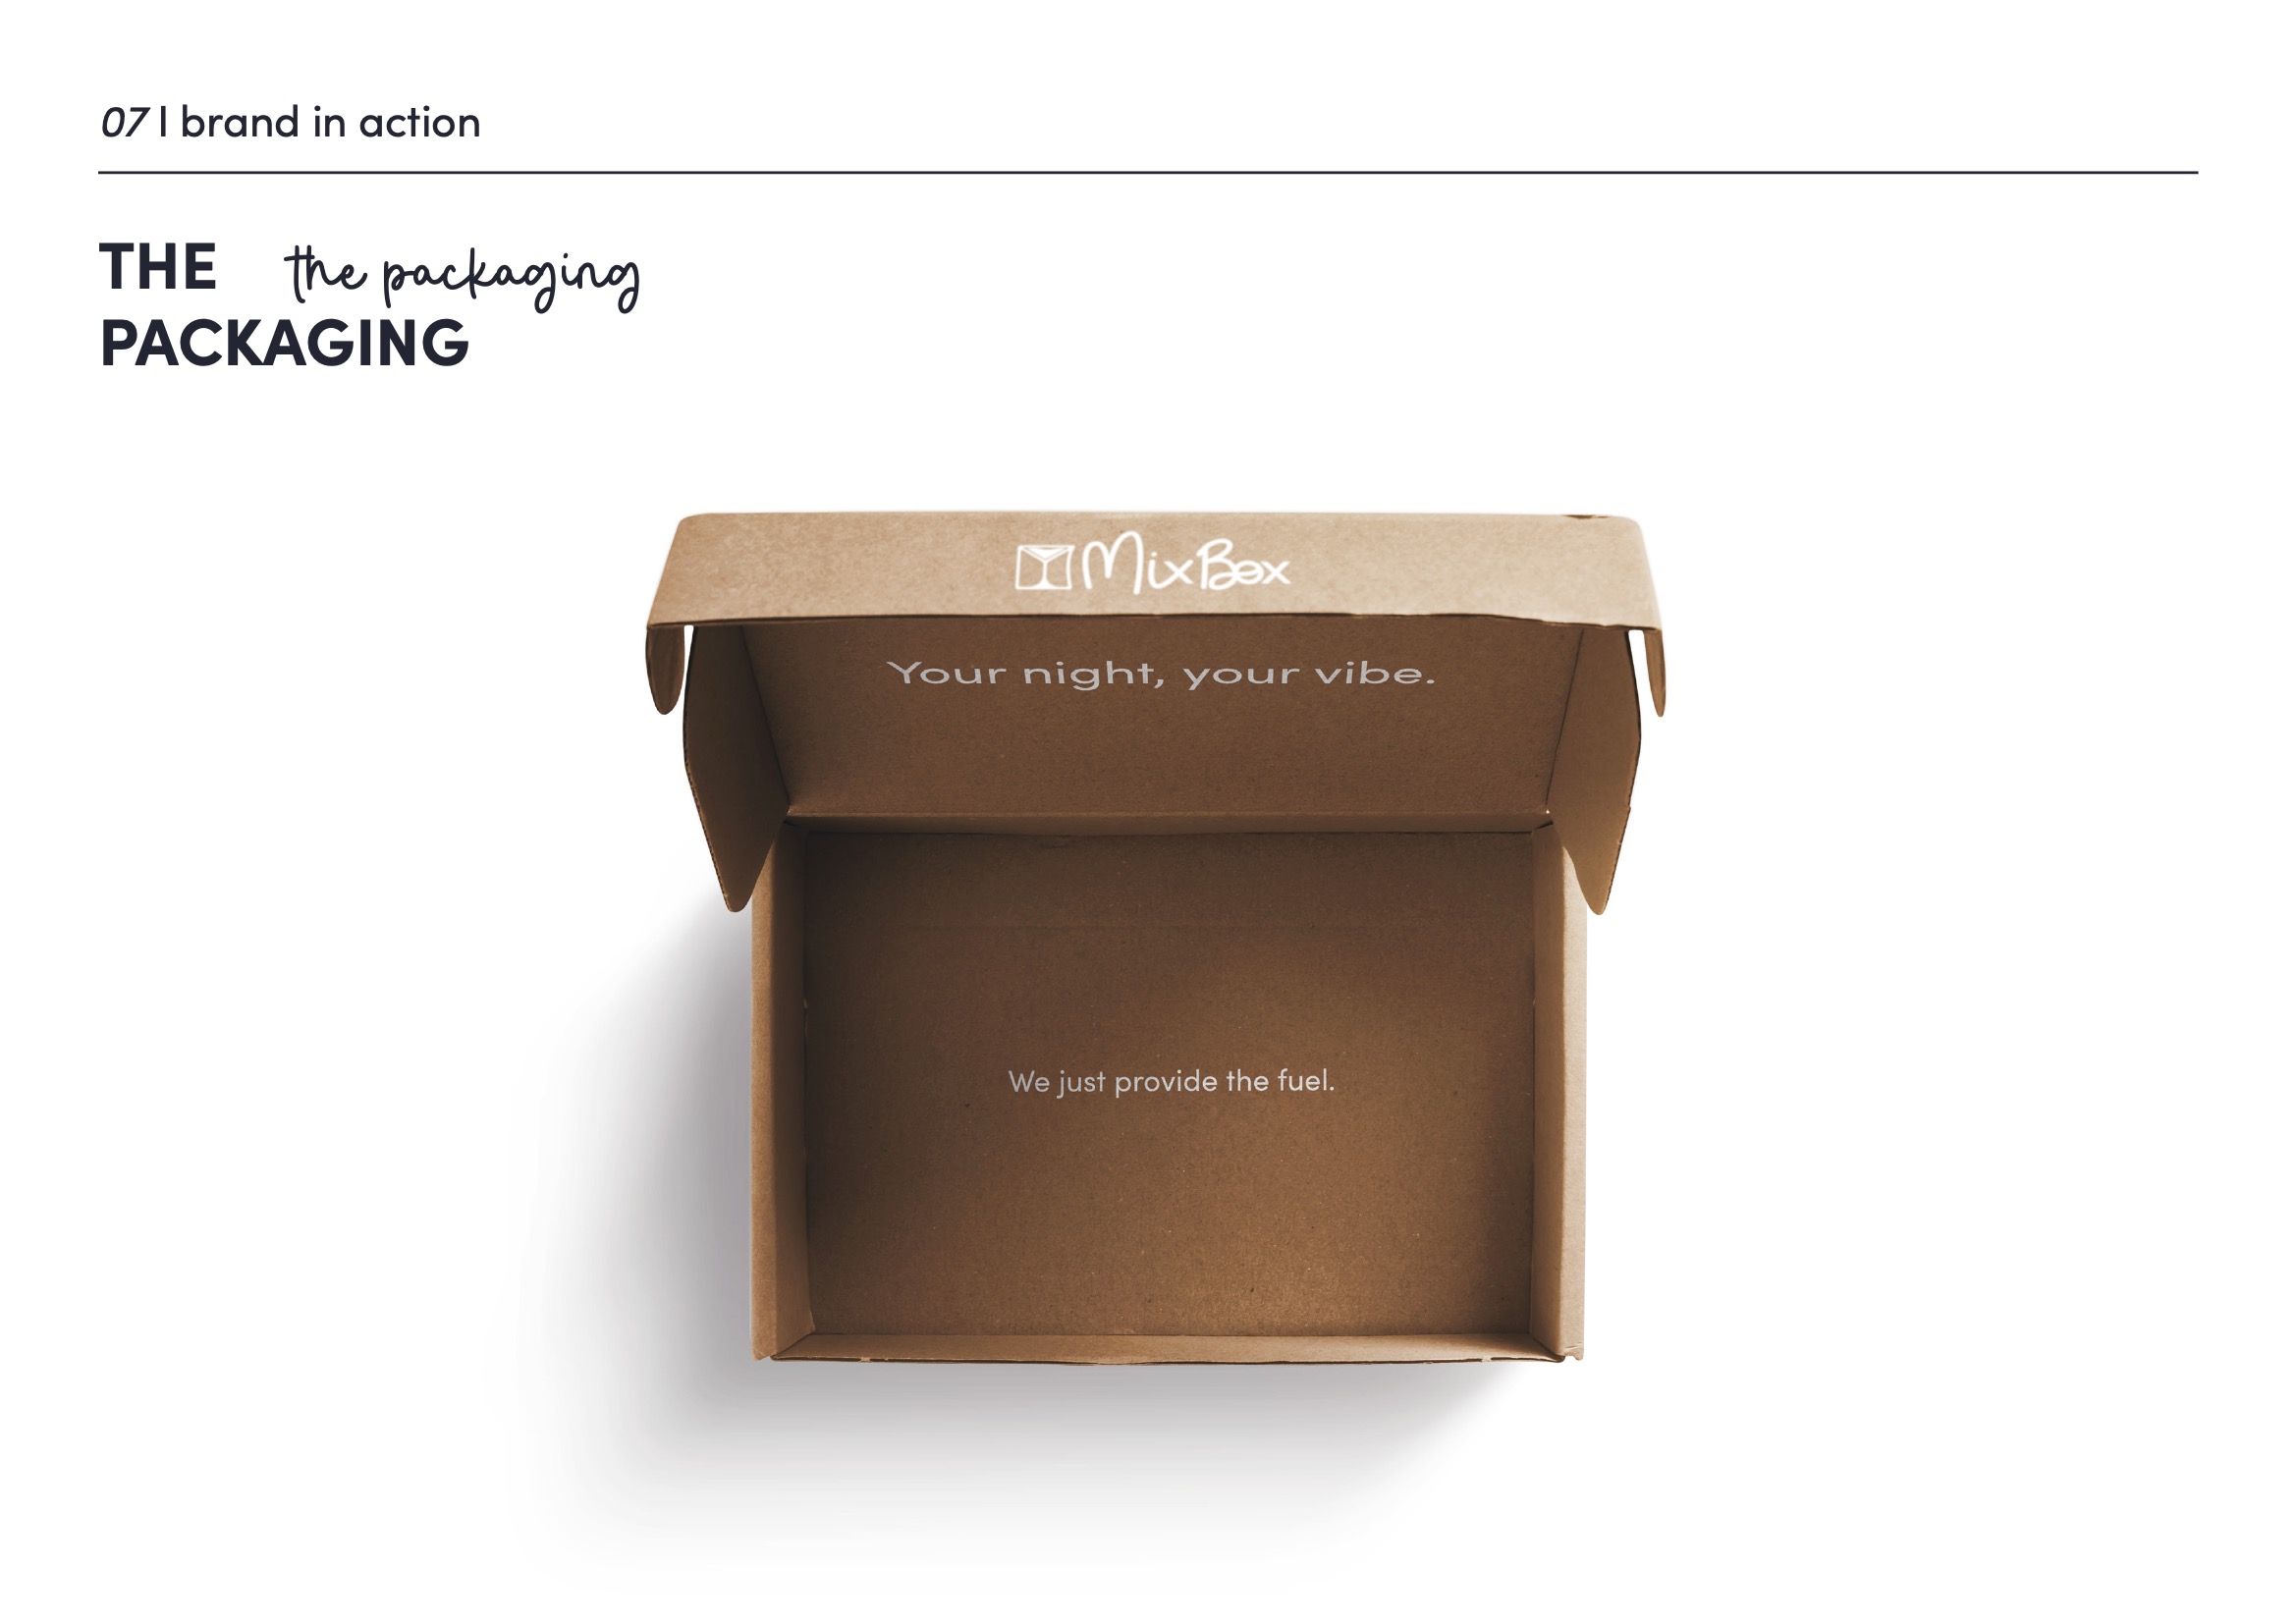 07 | brand in action
THE
PACKAGING
the packaging
MixBox
Your night, your vibe.
We just provide the fuel.